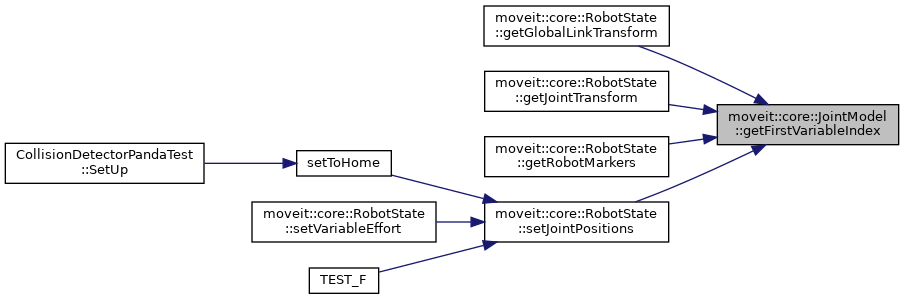 moveit::core::RobotState
::getGlobalLinkTransform
moveit::core::RobotState
::getJointTransform
moveit::core::JointModel
::getFirstVariableIndex
moveit::core::RobotState
::getRobotMarkers
CollisionDetectorPandaTest
::SetUp
setToHome
moveit::core::RobotState
::setVariableEffort
moveit::core::RobotState
::setJointPositions
TEST_F